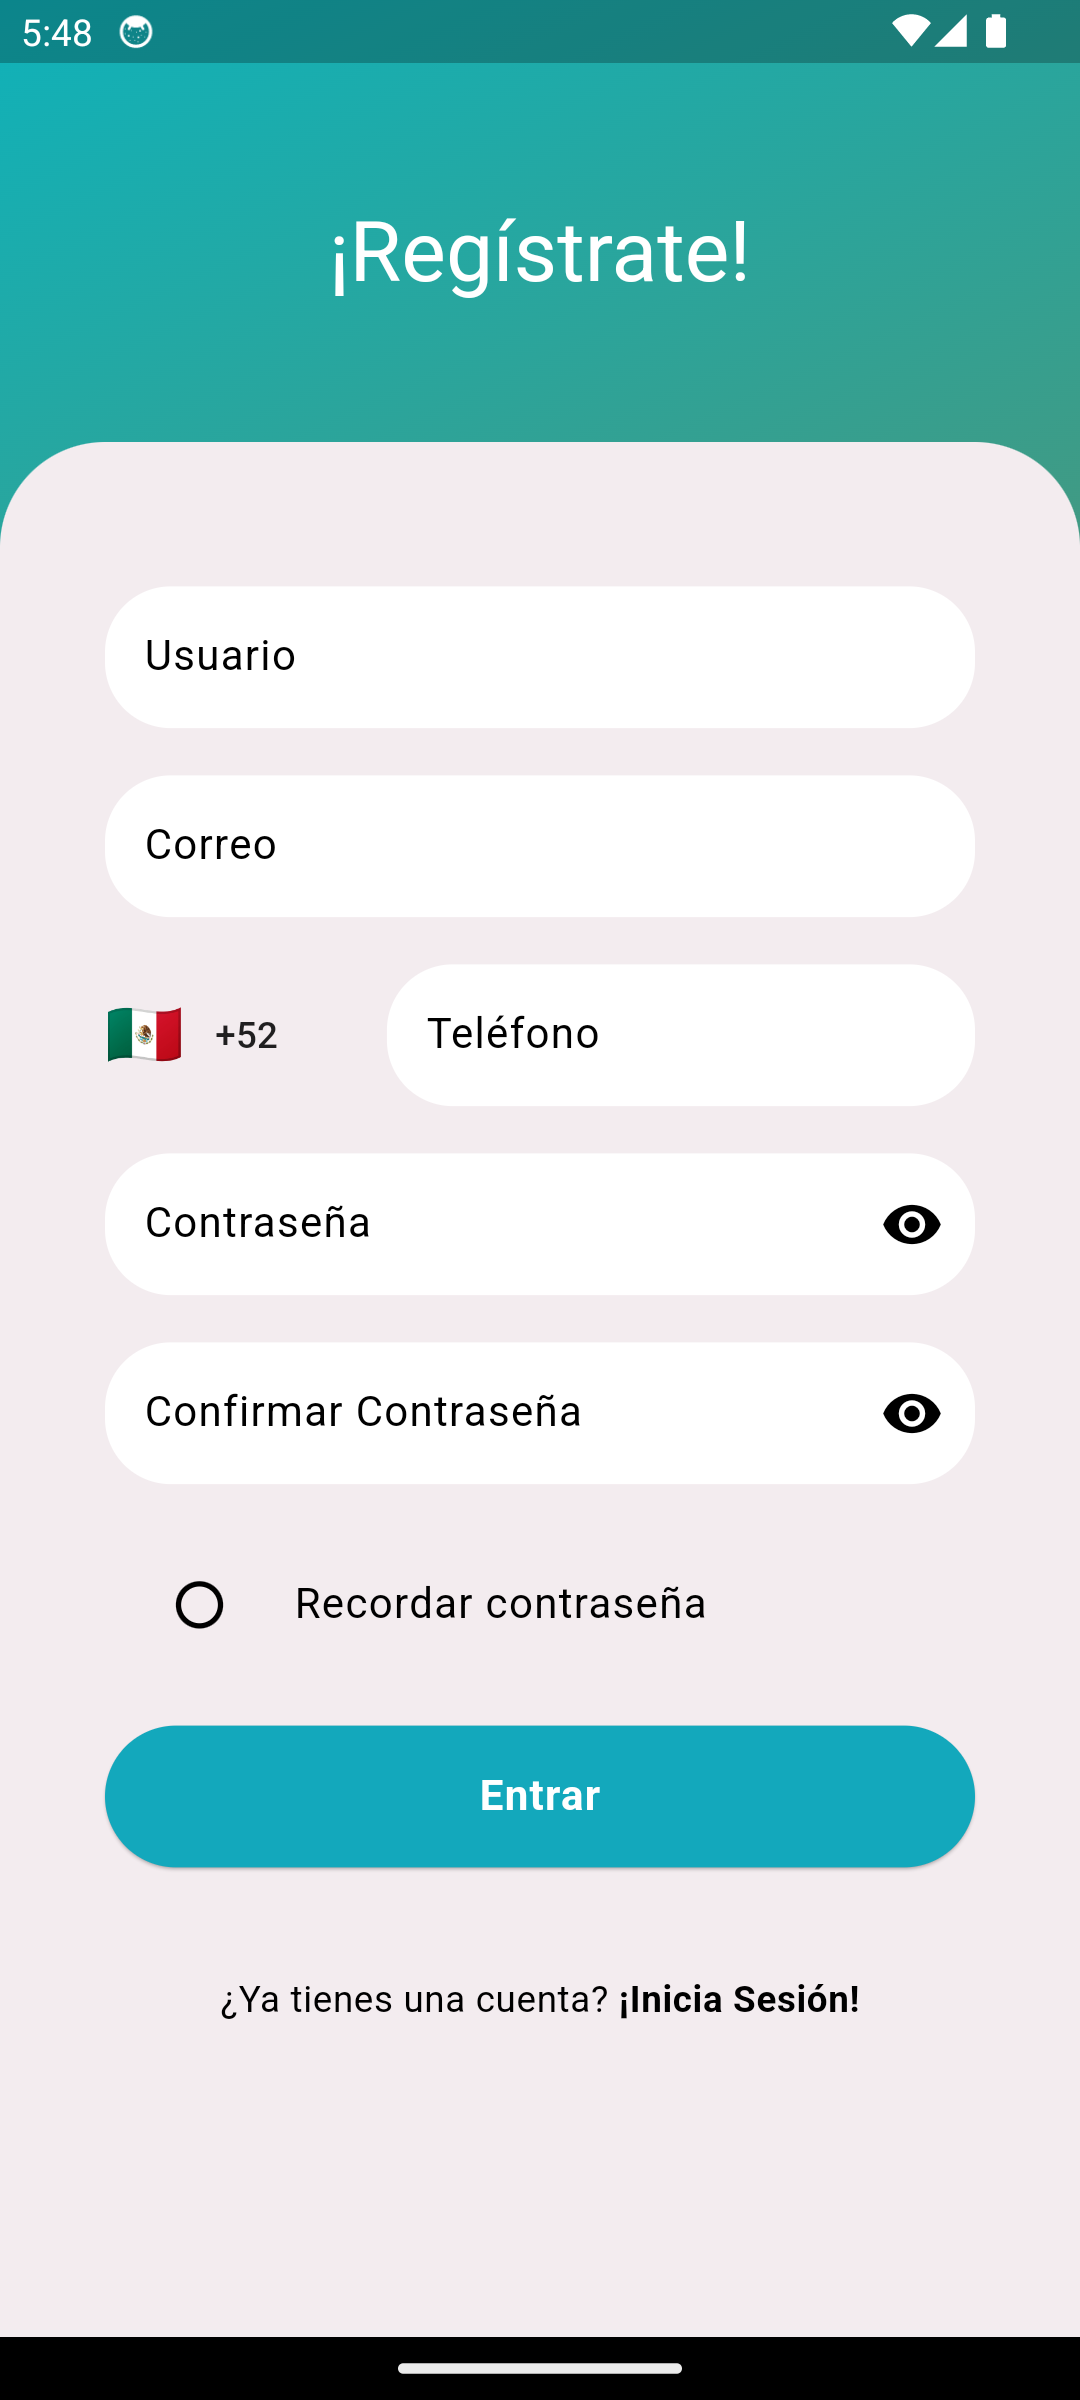 5:48
¡Regístrate!
Usuario
Correo
+52
Teléfono
Contraseña
Confirmar Contraseña
Recordar contraseña
Entrar
¿Ya tienes una cuenta? ¡Inicia Sesión!